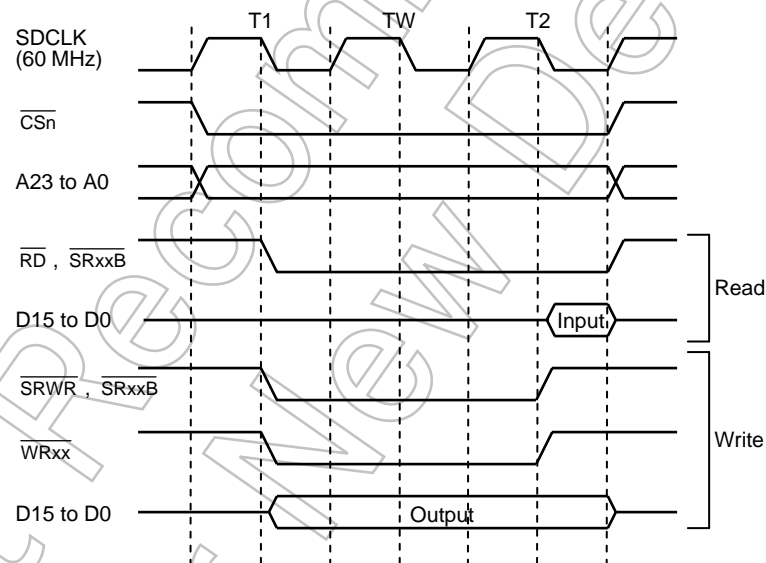 T1 TW T2
SDCLK
(60 MHz)
CSn
A23 to A0
RD , SRxxB
Read
D15 to D0 Input
SRWR , SRxxB
Write
WRxx
D15 to D0 Output